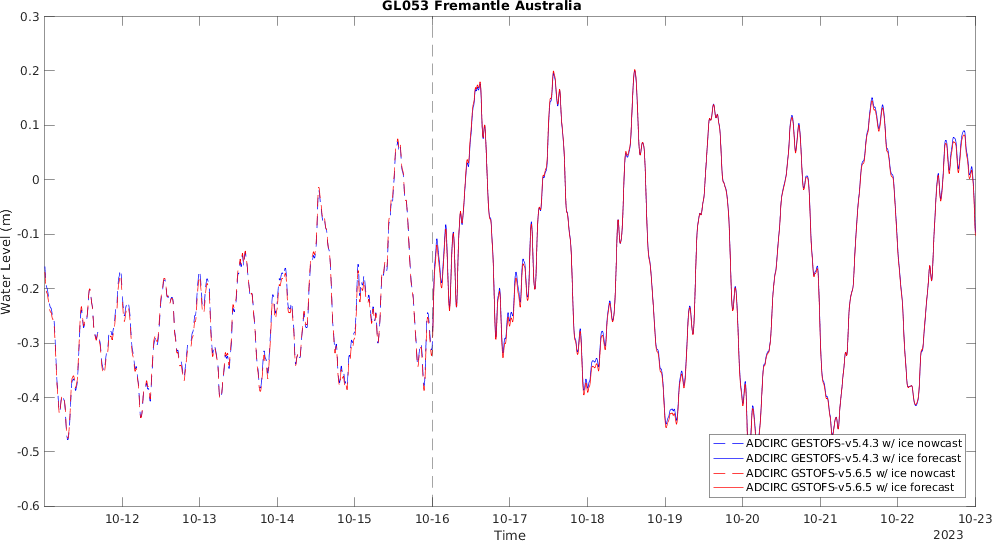 GL053 Fremantle Australia
0.3
0.2
0.1
0
-0.1
-0.2
-0.3
-0.4
-0.5
-0.6
Water Level (m)
ADCIRC GESTOFS-v5.4.3 w/ ice nowcast
ADCIRC GESTOFS-v5.4.3 w/ ice forecast
ADCIRC GSTOFS-v5.6.5 w/ ice nowcast
ADCIRC GSTOFS-v5.6.5 w/ ice forecast
10-12 10-13 10-14 10-15 10-16 10-17 10-18 10-19 10-20 10-21 10-22 10-23
Time
2023